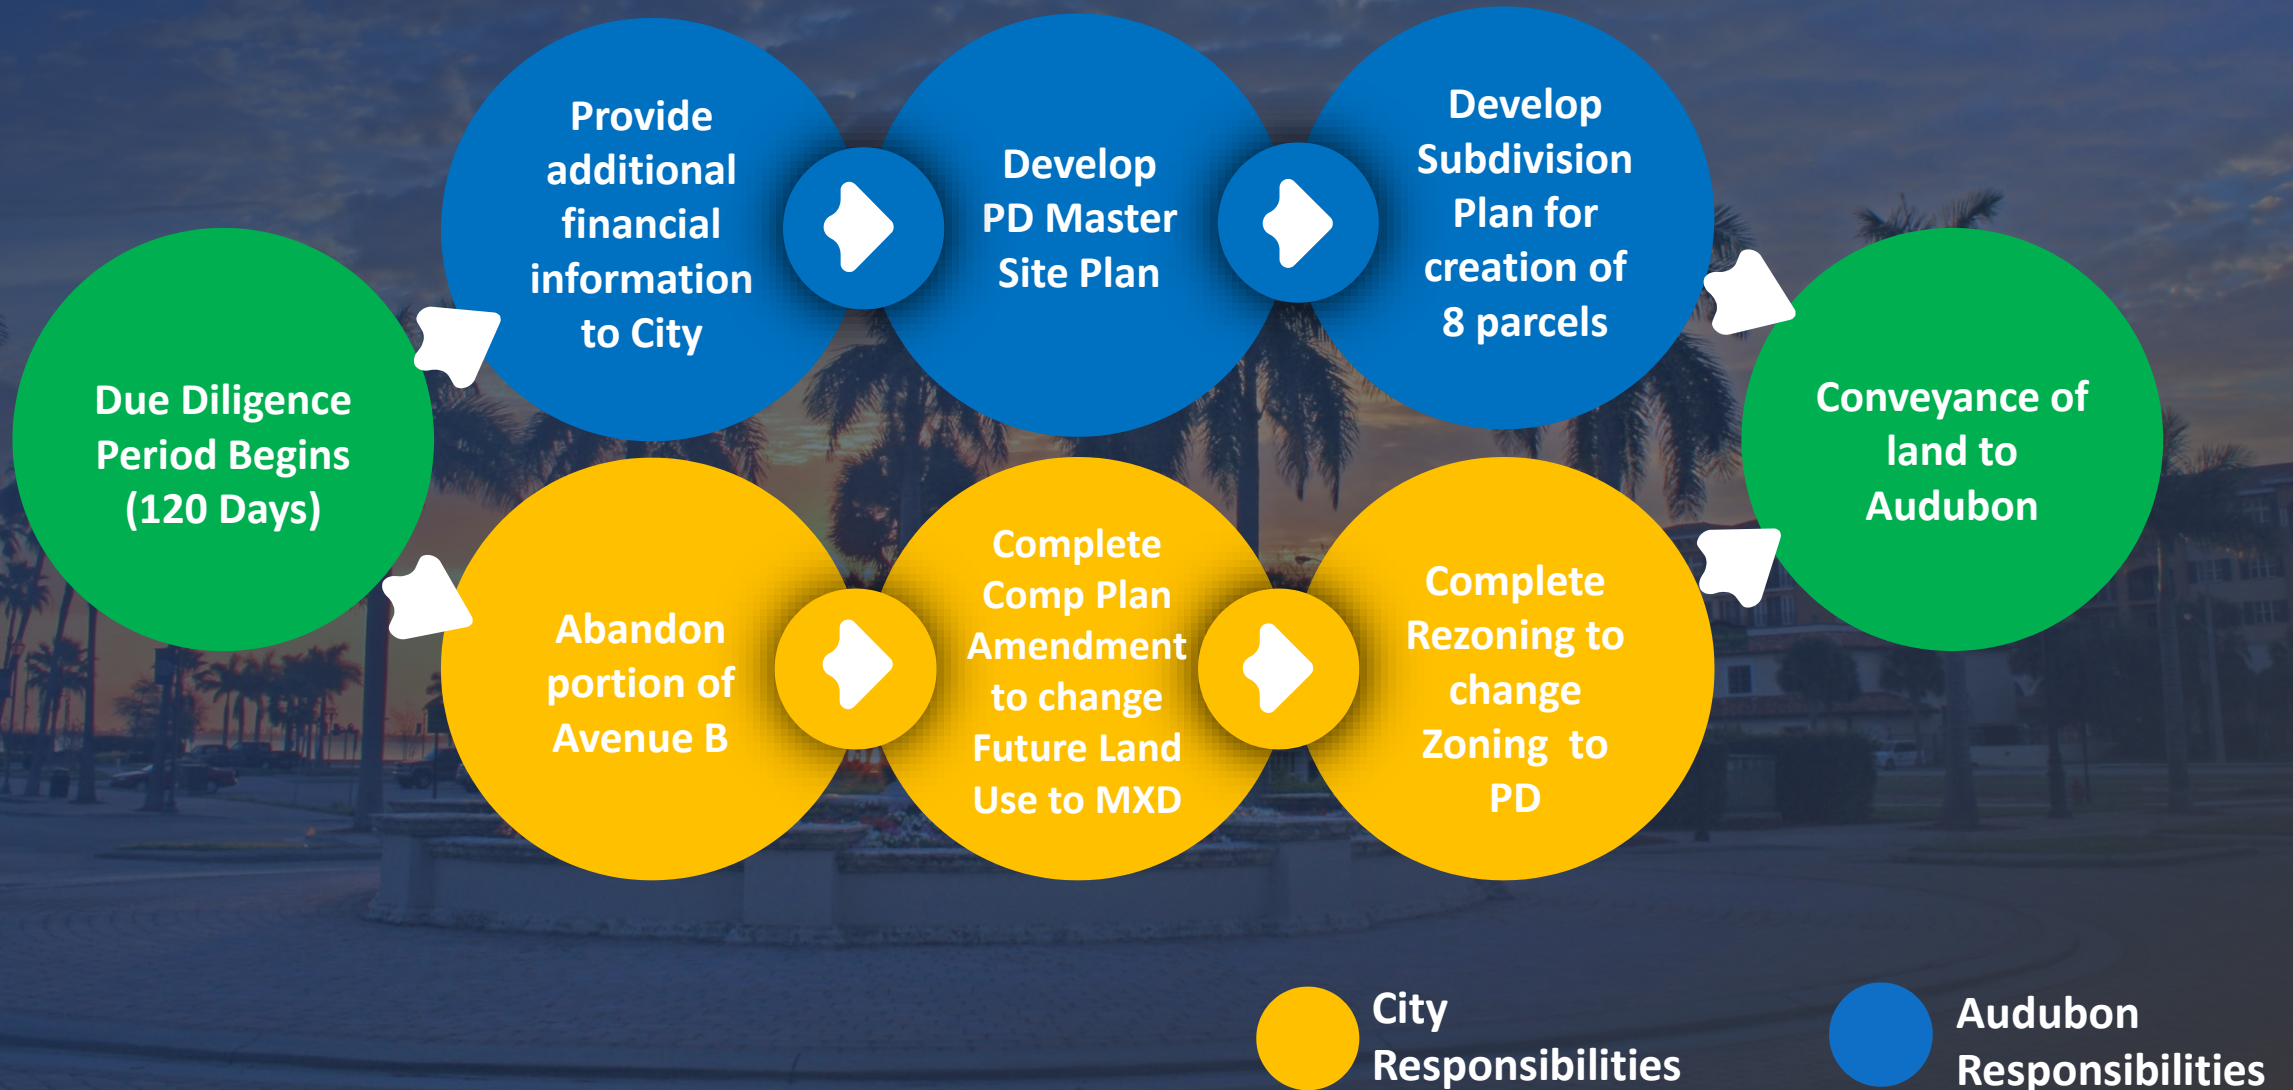 Due Diligence
Period Begins
(120 Days)
Provide
additional
financial
information
to City
Develop
PD Master
Site Plan
Develop
Subdivision
Plan for
creation of
8 parcels
Abandon
portion of
Avenue B
Complete
Comp Plan
Amendment
to change
Future Land
Use to MXD
Complete
Rezoning to
change
Zoning  to
PD
Conveyance of
land to
Audubon
City
Responsibilities
Audubon
Responsibilities